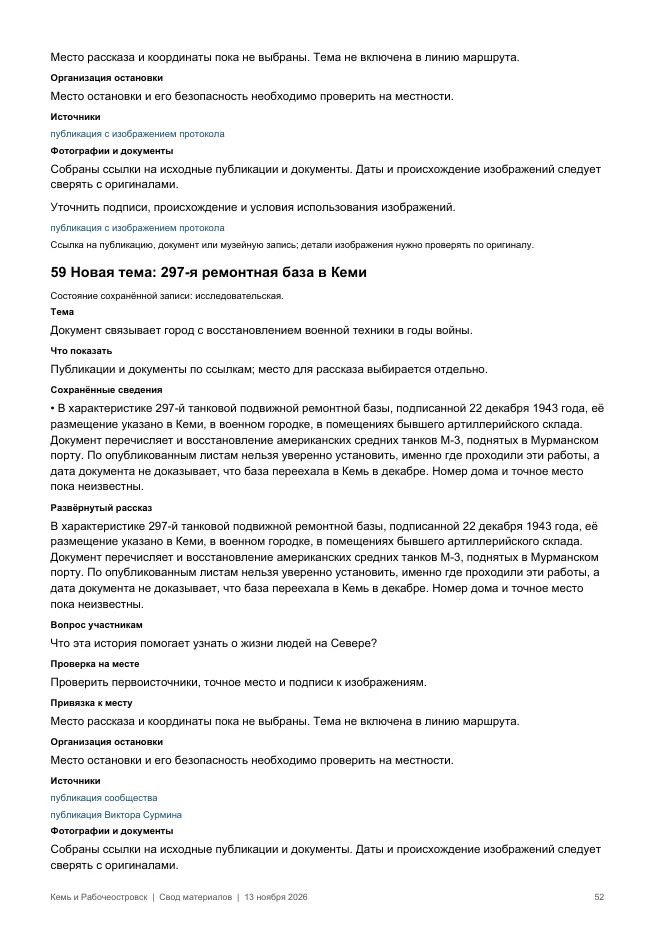 Место рассказа и координаты пока не выбраны. Тема не включена в линию маршрута.
Организация остановки
Место остановки и его безопасность необходимо проверить на местности.
Источники
публикация с изображением протокола
Фотографии и документы
Собраны ссылки на исходные публикации и документы. Даты и происхождение изображений следует
сверять с оригиналами.
Уточнить подписи, происхождение и условия использования изображений.
публикация с изображением протокола
Ссылка на публикацию, документ или музейную запись; детали изображения нужно проверять по оригиналу.
59 Новая тема: 297-я ремонтная база в Кеми
Состояние сохранённой записи: исследовательская.
Тема
Документ связывает город с восстановлением военной техники в годы войны.
Что показать
Публикации и документы по ссылкам; место для рассказа выбирается отдельно.
Сохранённые сведения
• В характеристике 297-й танковой подвижной ремонтной базы, подписанной 22 декабря 1943 года, её
размещение указано в Кеми, в военном городке, в помещениях бывшего артиллерийского склада.
Документ перечисляет и восстановление американских средних танков М-3, поднятых в Мурманском
порту. По опубликованным листам нельзя уверенно установить, именно где проходили эти работы, а
дата документа не доказывает, что база переехала в Кемь в декабре. Номер дома и точное место
пока неизвестны.
Развёрнутый рассказ
В характеристике 297-й танковой подвижной ремонтной базы, подписанной 22 декабря 1943 года, её
размещение указано в Кеми, в военном городке, в помещениях бывшего артиллерийского склада.
Документ перечисляет и восстановление американских средних танков М-3, поднятых в Мурманском
порту. По опубликованным листам нельзя уверенно установить, именно где проходили эти работы, а
дата документа не доказывает, что база переехала в Кемь в декабре. Номер дома и точное место
пока неизвестны.
Вопрос участникам
Что эта история помогает узнать о жизни людей на Севере?
Проверка на месте
Проверить первоисточники, точное место и подписи к изображениям.
Привязка к месту
Место рассказа и координаты пока не выбраны. Тема не включена в линию маршрута.
Организация остановки
Место остановки и его безопасность необходимо проверить на местности.
Источники
публикация сообщества
публикация Виктора Сурмина
Фотографии и документы
Собраны ссылки на исходные публикации и документы. Даты и происхождение изображений следует
сверять с оригиналами.
Кемь и Рабочеостровск | Свод материалов | 13 ноября 2026 52